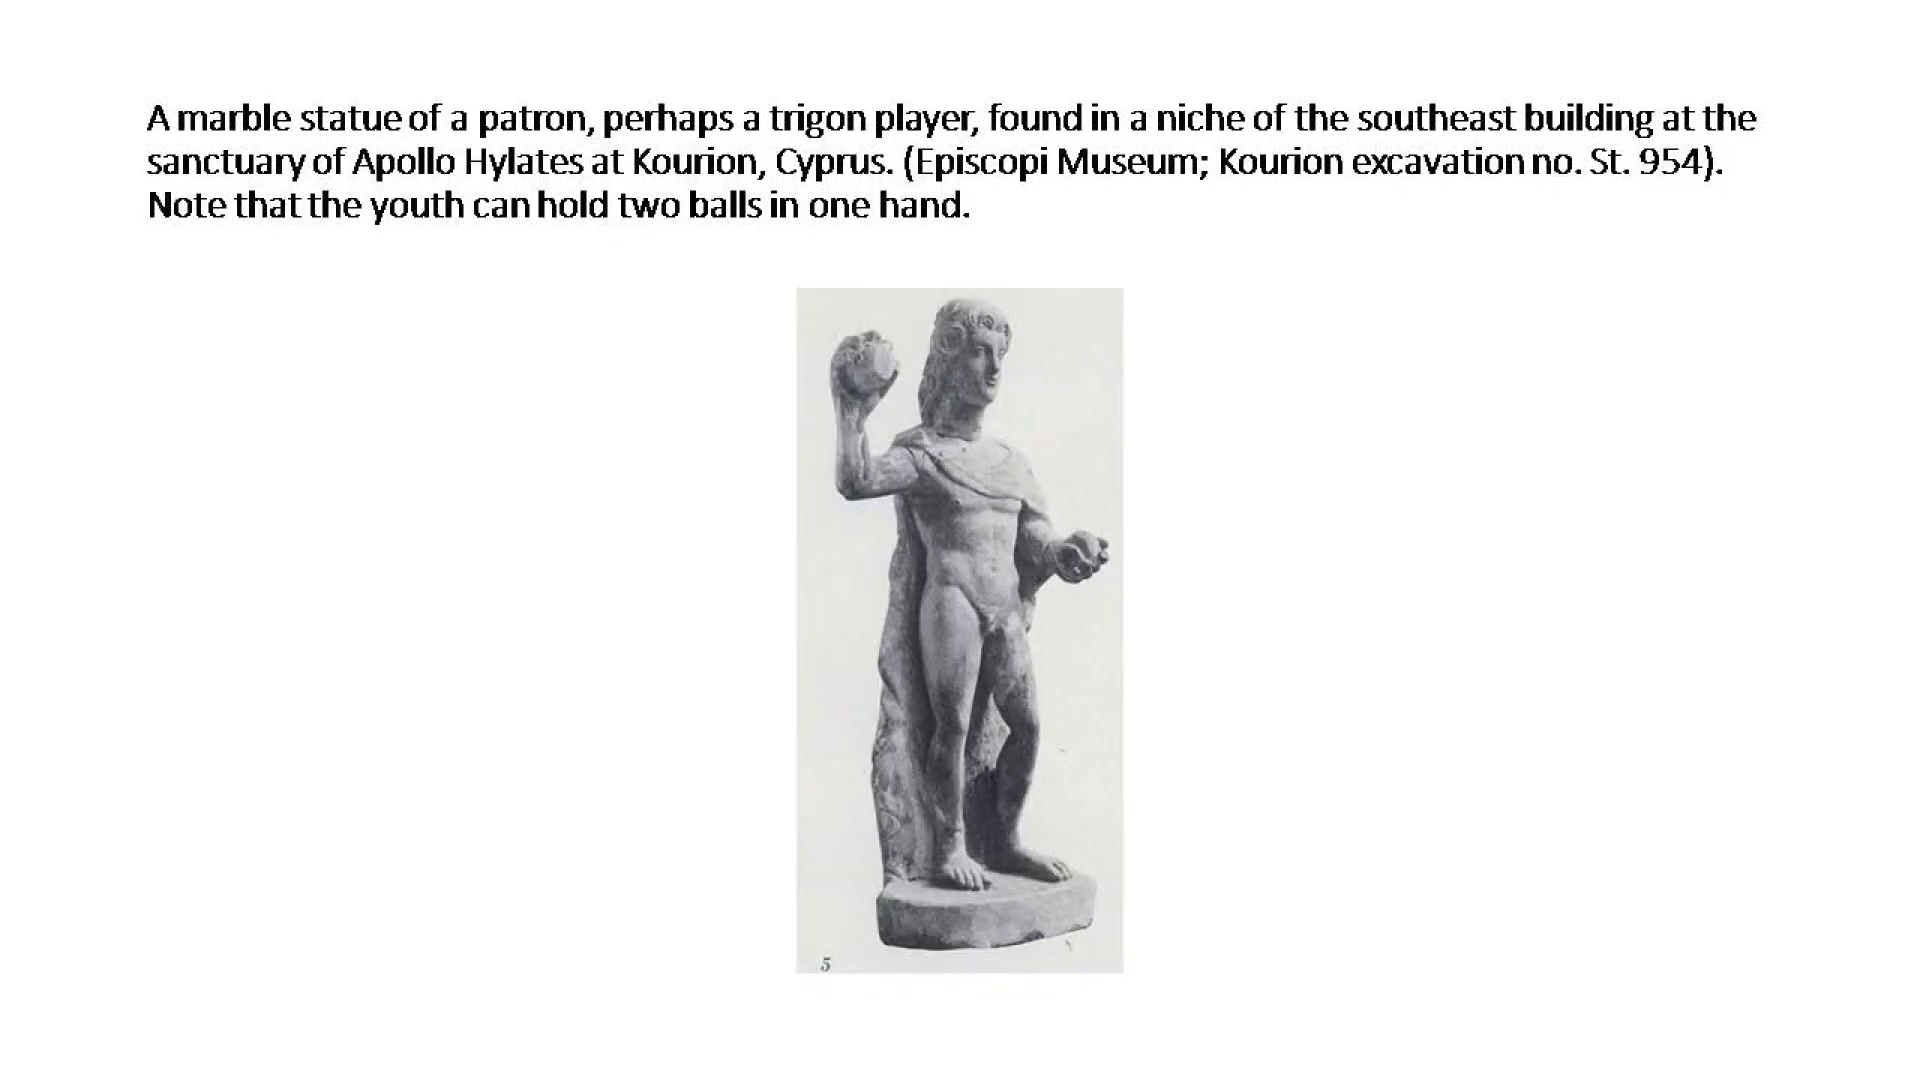 A marble statue of a patron, perhaps a trigon player, found in a niche of the southeast building at the
sanctuary of Apollo Hylates at Kourion, Cyprus. (Episcopi Museum; Kourion excavation no. St. 954).
Note that the youth can hold two balls in one hand.
5